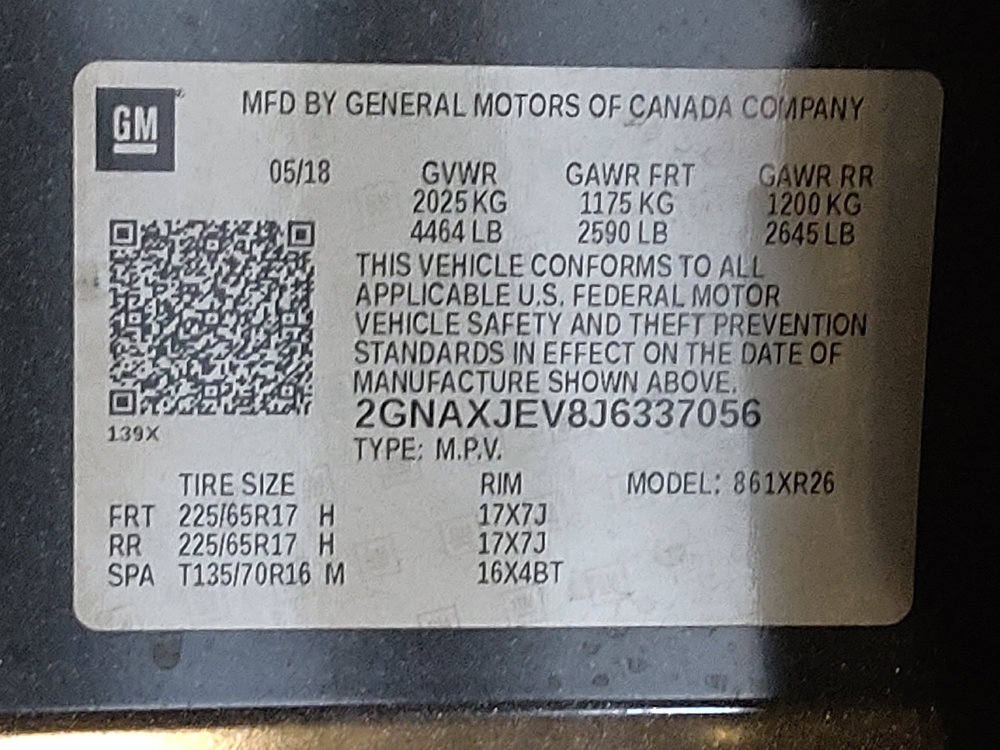 GM
MFD BY GENERAL MOTORS OF CANADA COMPANY
05/18 GVWR GAWR FRT GAWR RR
2025 KG 1175 KG 1200 KG
4464 LB 2590 LB 2645 LB
THIS VEHICLE CONFORMS TO ALL
APPLICABLE U.S. FEDERAL MOTOR
VEHICLE SAFETY AND THEFT PREVENTION
STANDARDS IN EFFECT ON THE DATE OF
MANUFACTURE SHOWN ABOVE.
2GNAXJEV8J6337056
139X
TYPE: M.P.V.
TIRE SIZE RIM MODEL: 861XR26
FRT 225/65R17 H 17X7J
RR 225/65R17 H 17X7J
SPA T135/70R16 M 16X4BT